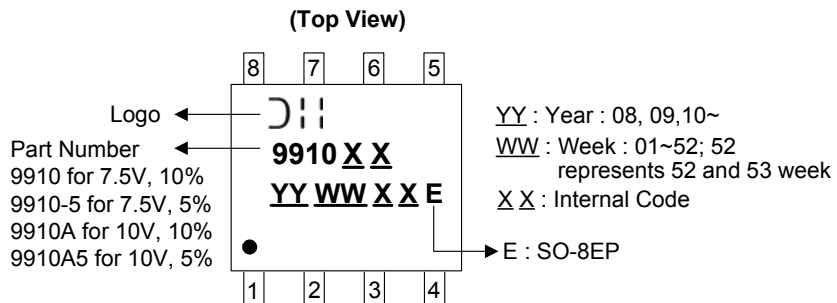 (Top View)
8 7 6 5
Logo
Part Number
9910 for 7.5V, 10%
9910-5 for 7.5V, 5%
9910A for 10V, 10%
9910A5 for 10V, 5%
9910 X X
YY WW X X E
YY : Year : 08, 09,10~
WW : Week : 01~52; 52
represents 52 and 53 week
X X : Internal Code
E : SO-8EP
1 2 3 4